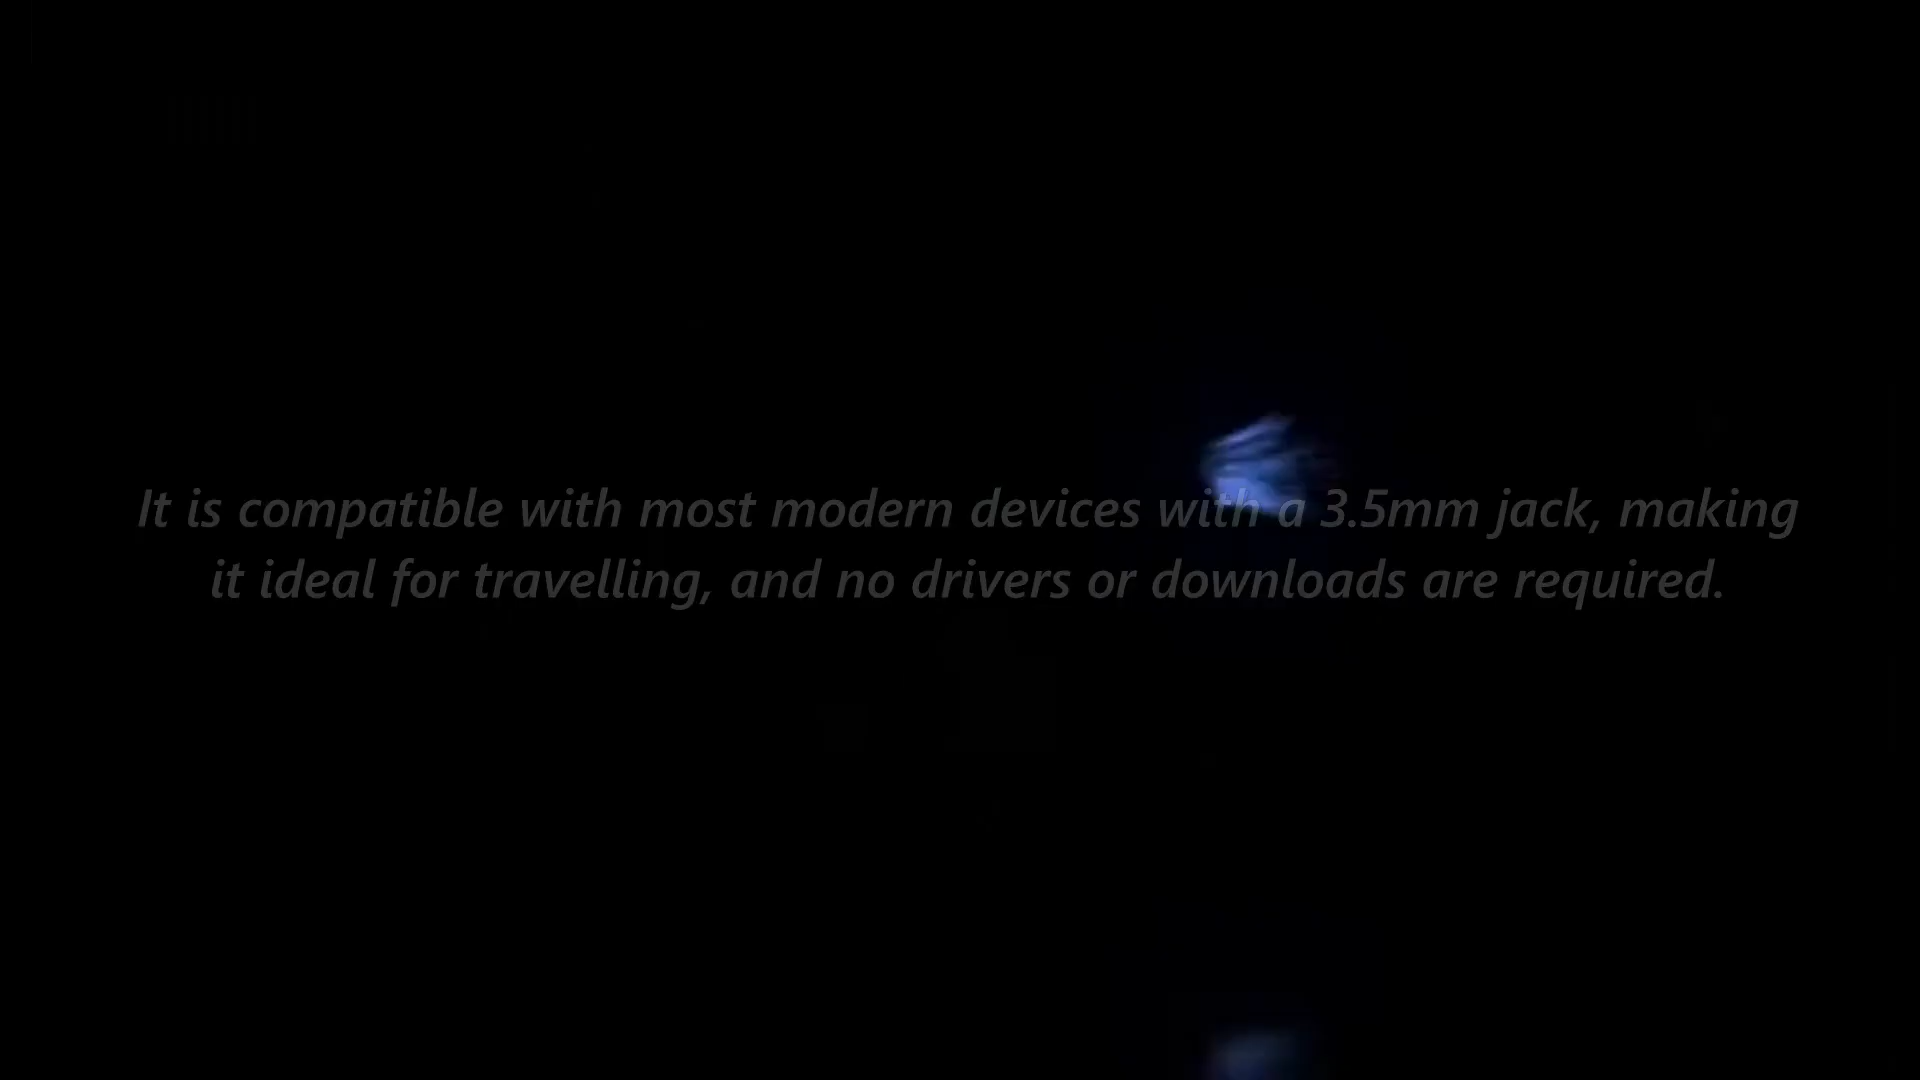 It is compatible with most modern devices with a 3.5mm jack, making
it ideal for travelling, and no drivers or downloads are required.